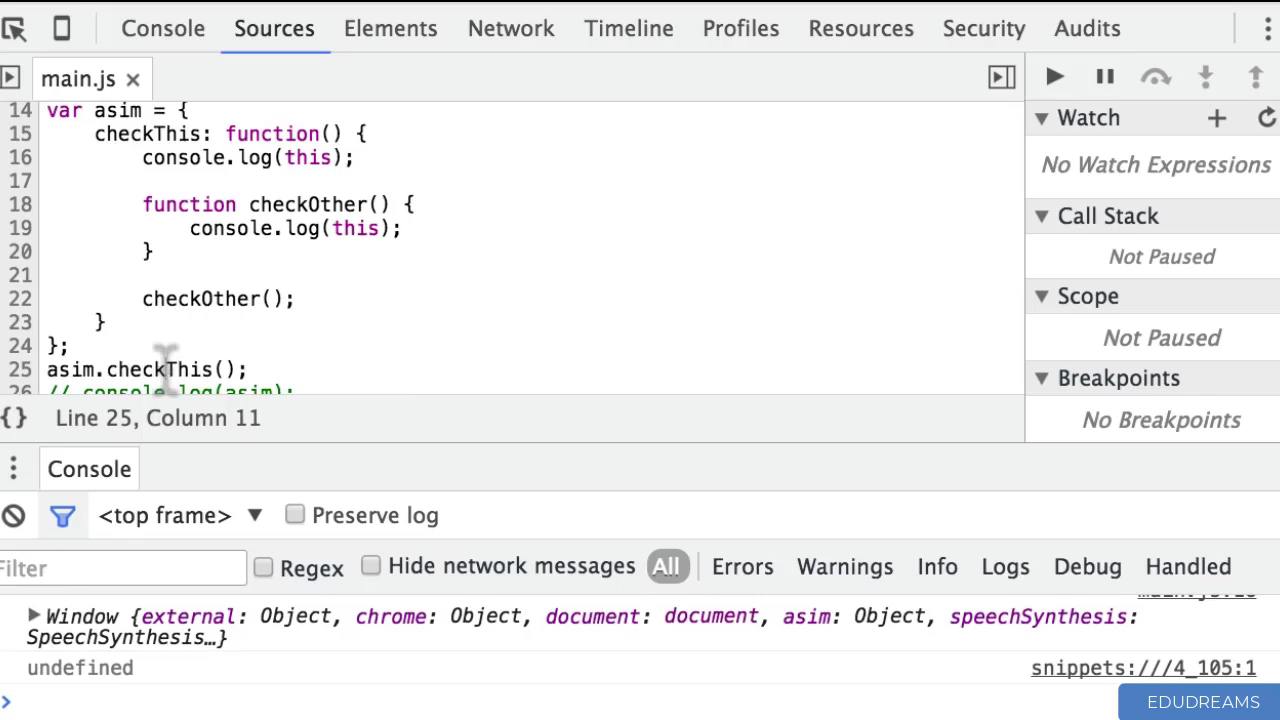 Console Sources Elements Network Timeline Profiles Resources Security Audits
main.js ×
14 var asim = {
15 checkThis: function() {
16 console.log(this);
17
18 function checkOther() {
19 console.log(this);
20 }
21
22 checkOther();
23 }
24 };
25 asim.checkThis();
26 // console.log(asim);
{} Line 25, Column 11
Watch
No Watch Expressions
Call Stack
Not Paused
Scope
Not Paused
Breakpoints
No Breakpoints
Console
<top frame> Preserve log
Filter Regex Hide network messages All Errors Warnings Info Logs Debug Handled
Window {external: Object, chrome: Object, document: document, asim: Object, speechSynthesis:
SpeechSynthesis…}
undefined snippets:///4_105:1
EDUDREAMS